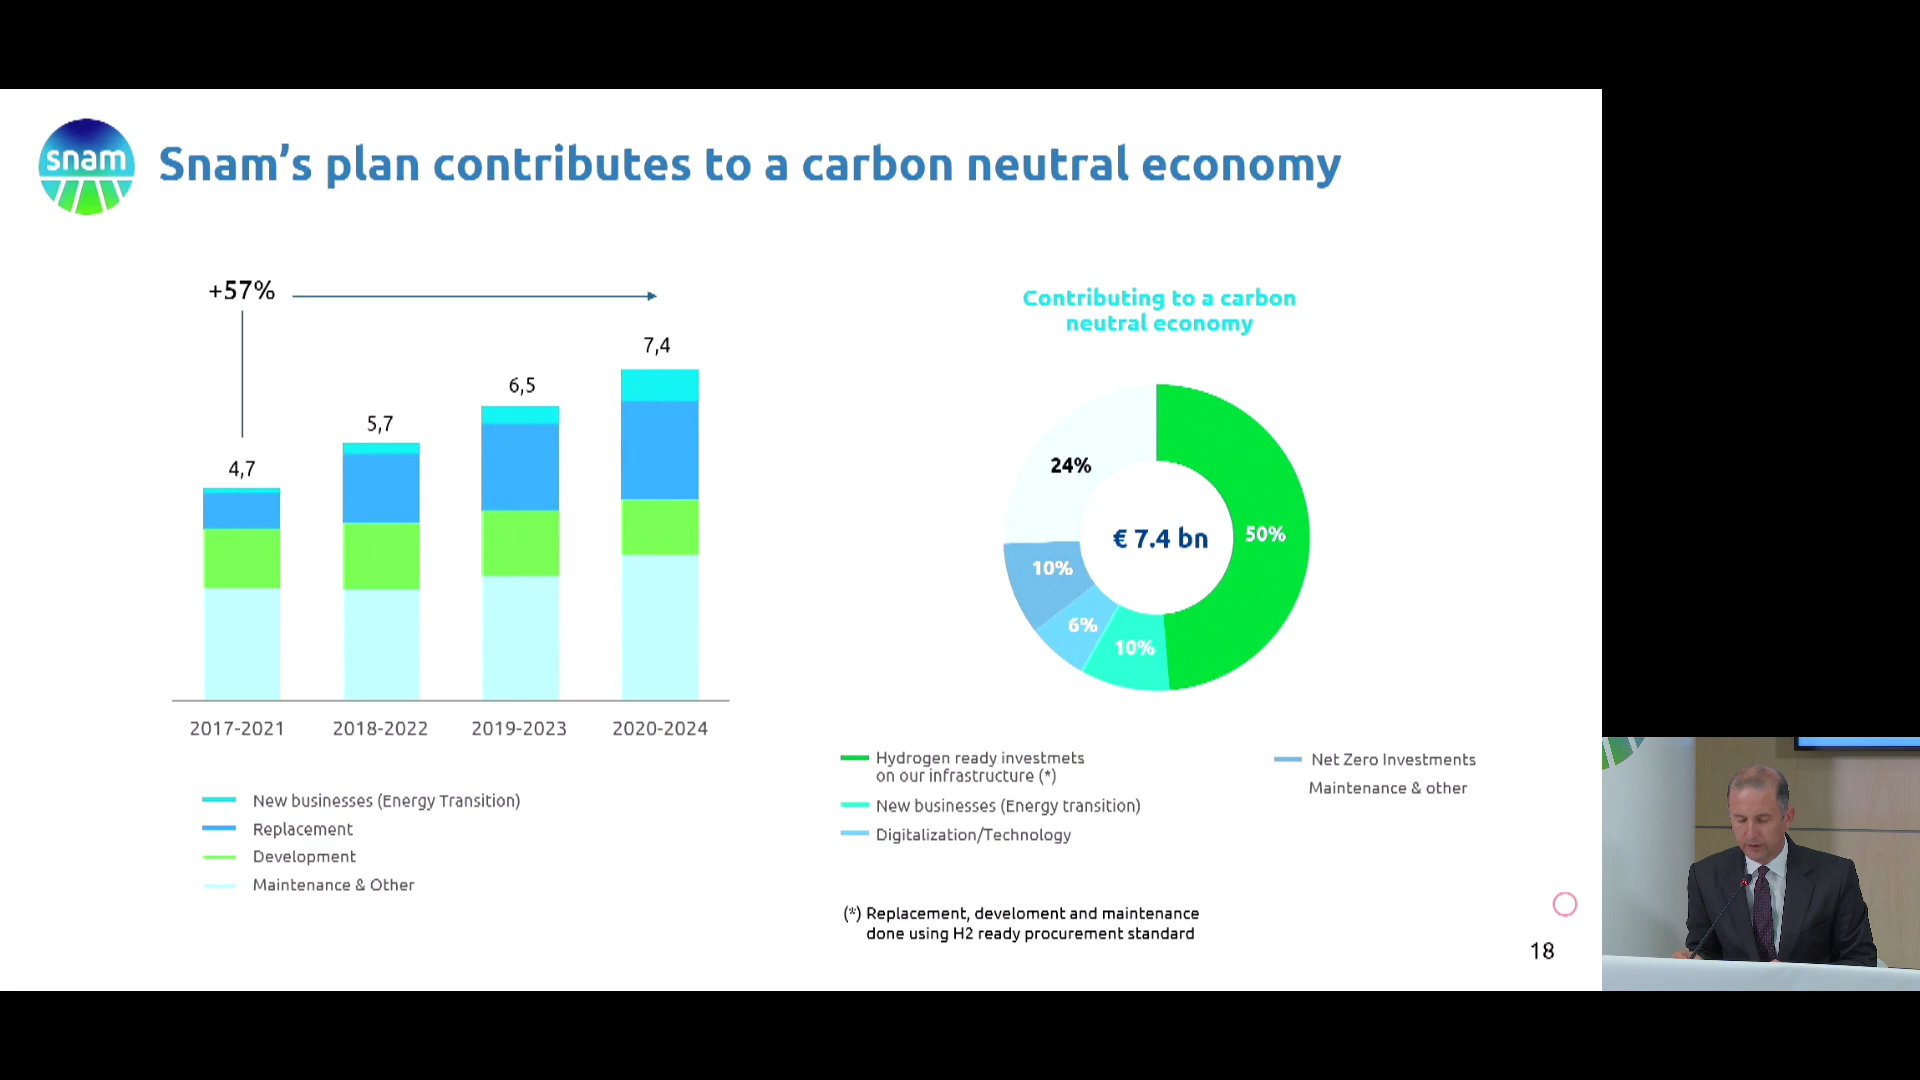 snam
Snam’s plan contributes to a carbon neutral economy
+57%
4,7
5,7
6,5
7,4
2017-2021
2018-2022
2019-2023
2020-2024
New businesses (Energy Transition)
Replacement
Development
Maintenance & Other
Contributing to a carbon
neutral economy
24%
50%
€ 7.4 bn
10%
6%
10%
Hydrogen ready investmets
on our infrastructure (*)
New businesses (Energy transition)
Digitalization/Technology
Net Zero Investments
Maintenance & other
(*) Replacement, develoment and maintenance
done using H2 ready procurement standard
18